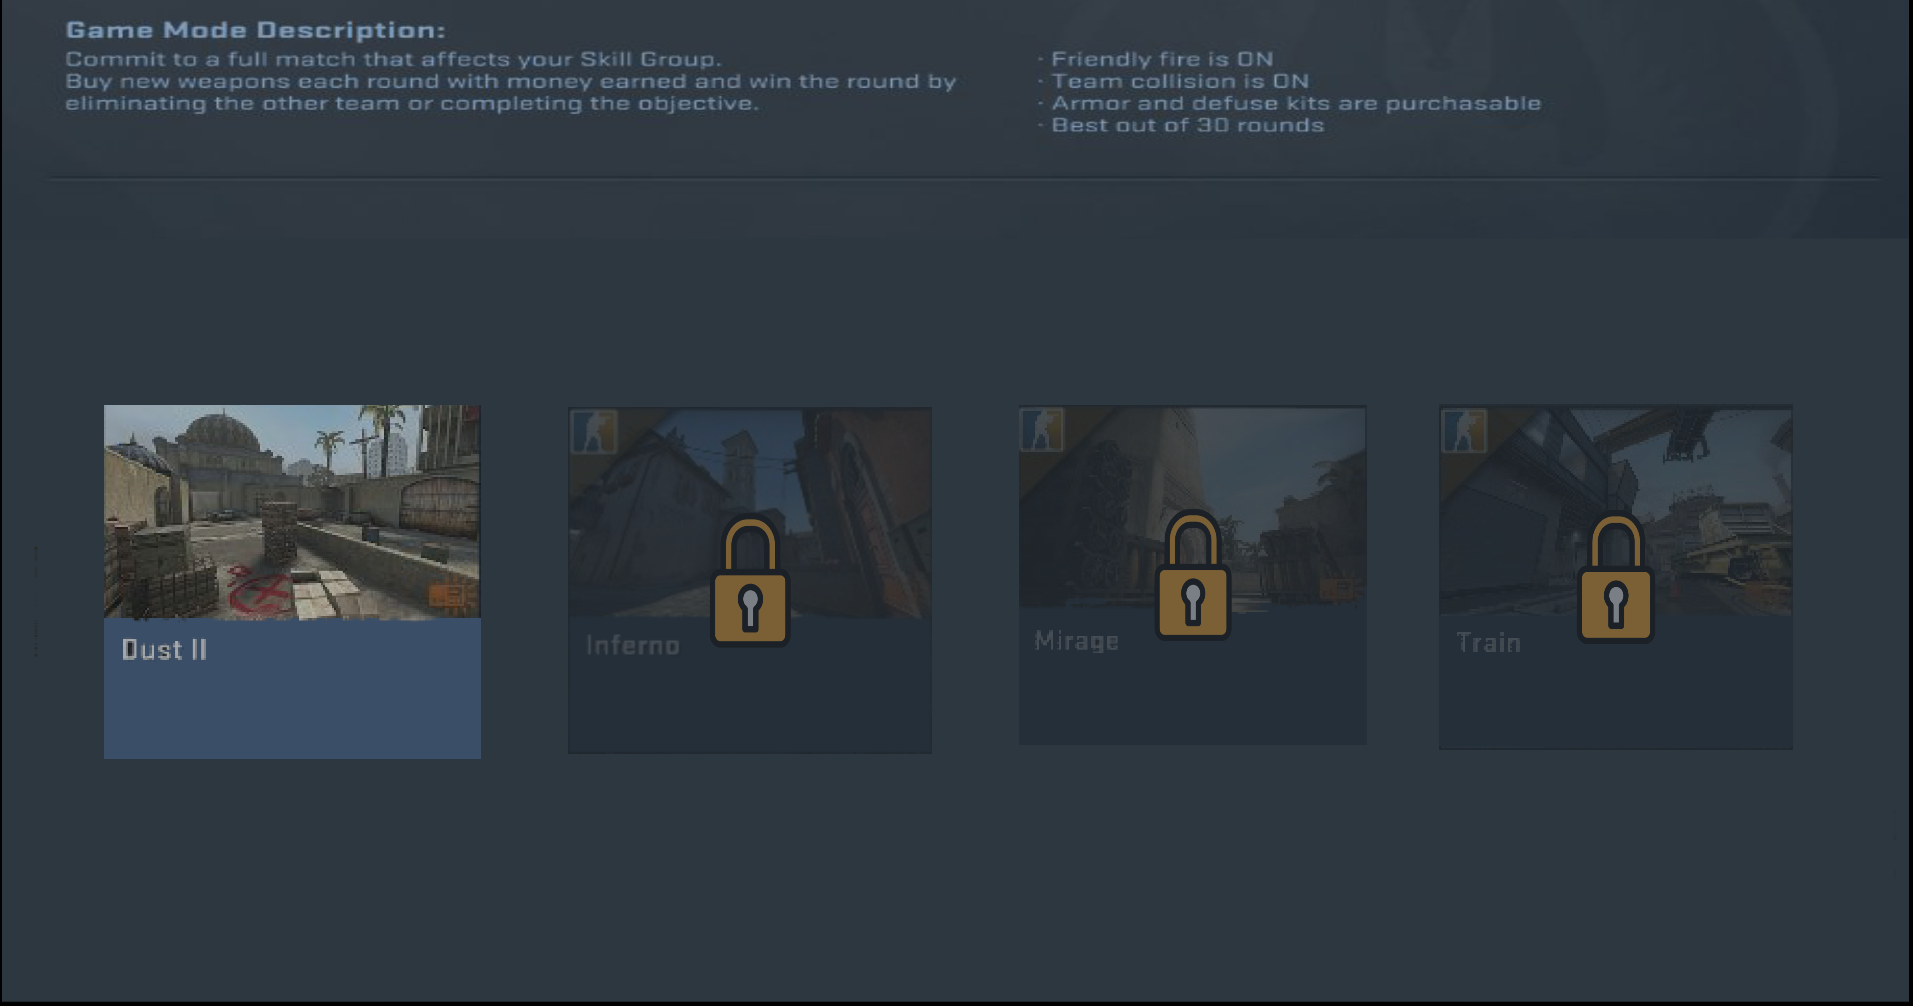 Game Mode Description:
Commit to a full match that affects your Skill Group.
Buy new weapons each round with money earned and win the round by
eliminating the other team or completing the objective.
· Friendly fire is ON
· Team collision is ON
· Armor and defuse kits are purchasable
· Best out of 30 rounds
Dust II
Inferno
Mirage
Train